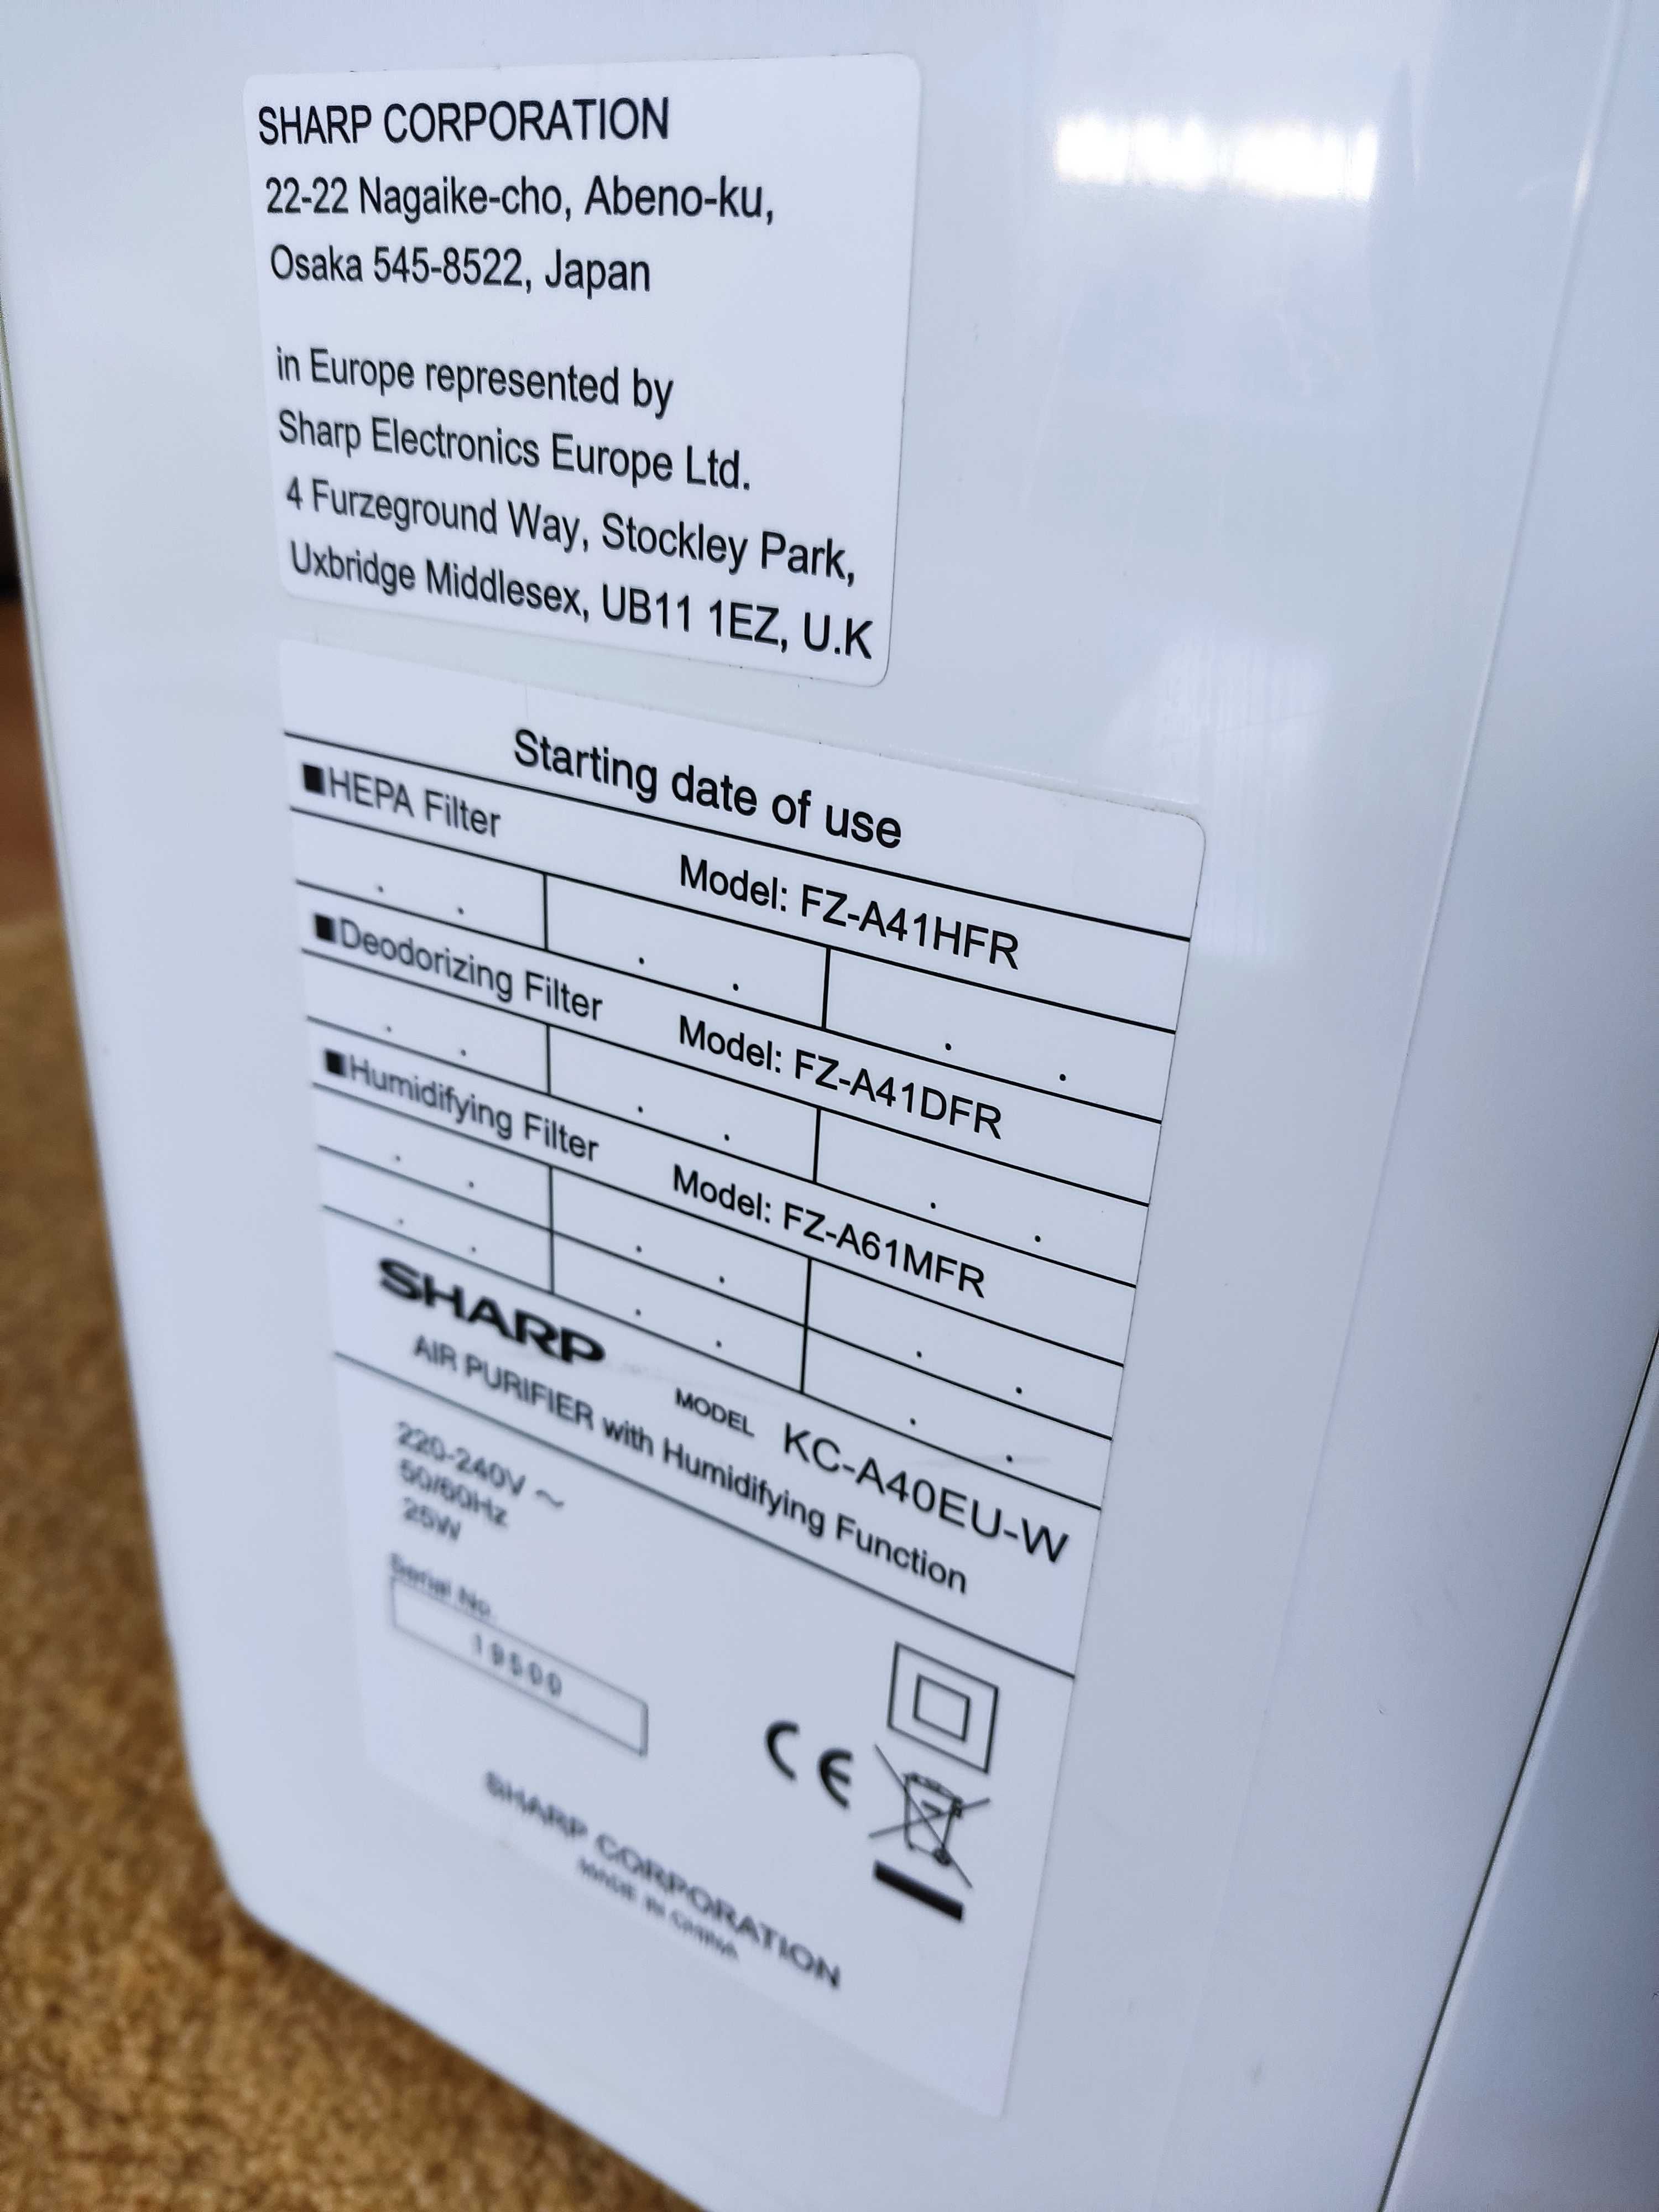 SHARP CORPORATION
22-22 Nagaike-cho, Abeno-ku,
Osaka 545-8522, Japan
in Europe represented by
Sharp Electronics Europe Ltd.
4 Furzeground Way, Stockley Park,
Uxbridge Middlesex, UB11 1EZ, U.K
Starting date of use
■HEPA Filter Model: FZ-A41HFR
■Deodorizing Filter Model: FZ-A41DFR
■Humidifying Filter Model: FZ-A61MFR
SHARP MODEL KC-A40EU-W
AIR PURIFIER with Humidifying Function
220-240V ~
50/60Hz
25W
Serial No.
19500
CE
SHARP CORPORATION
MADE IN CHINA